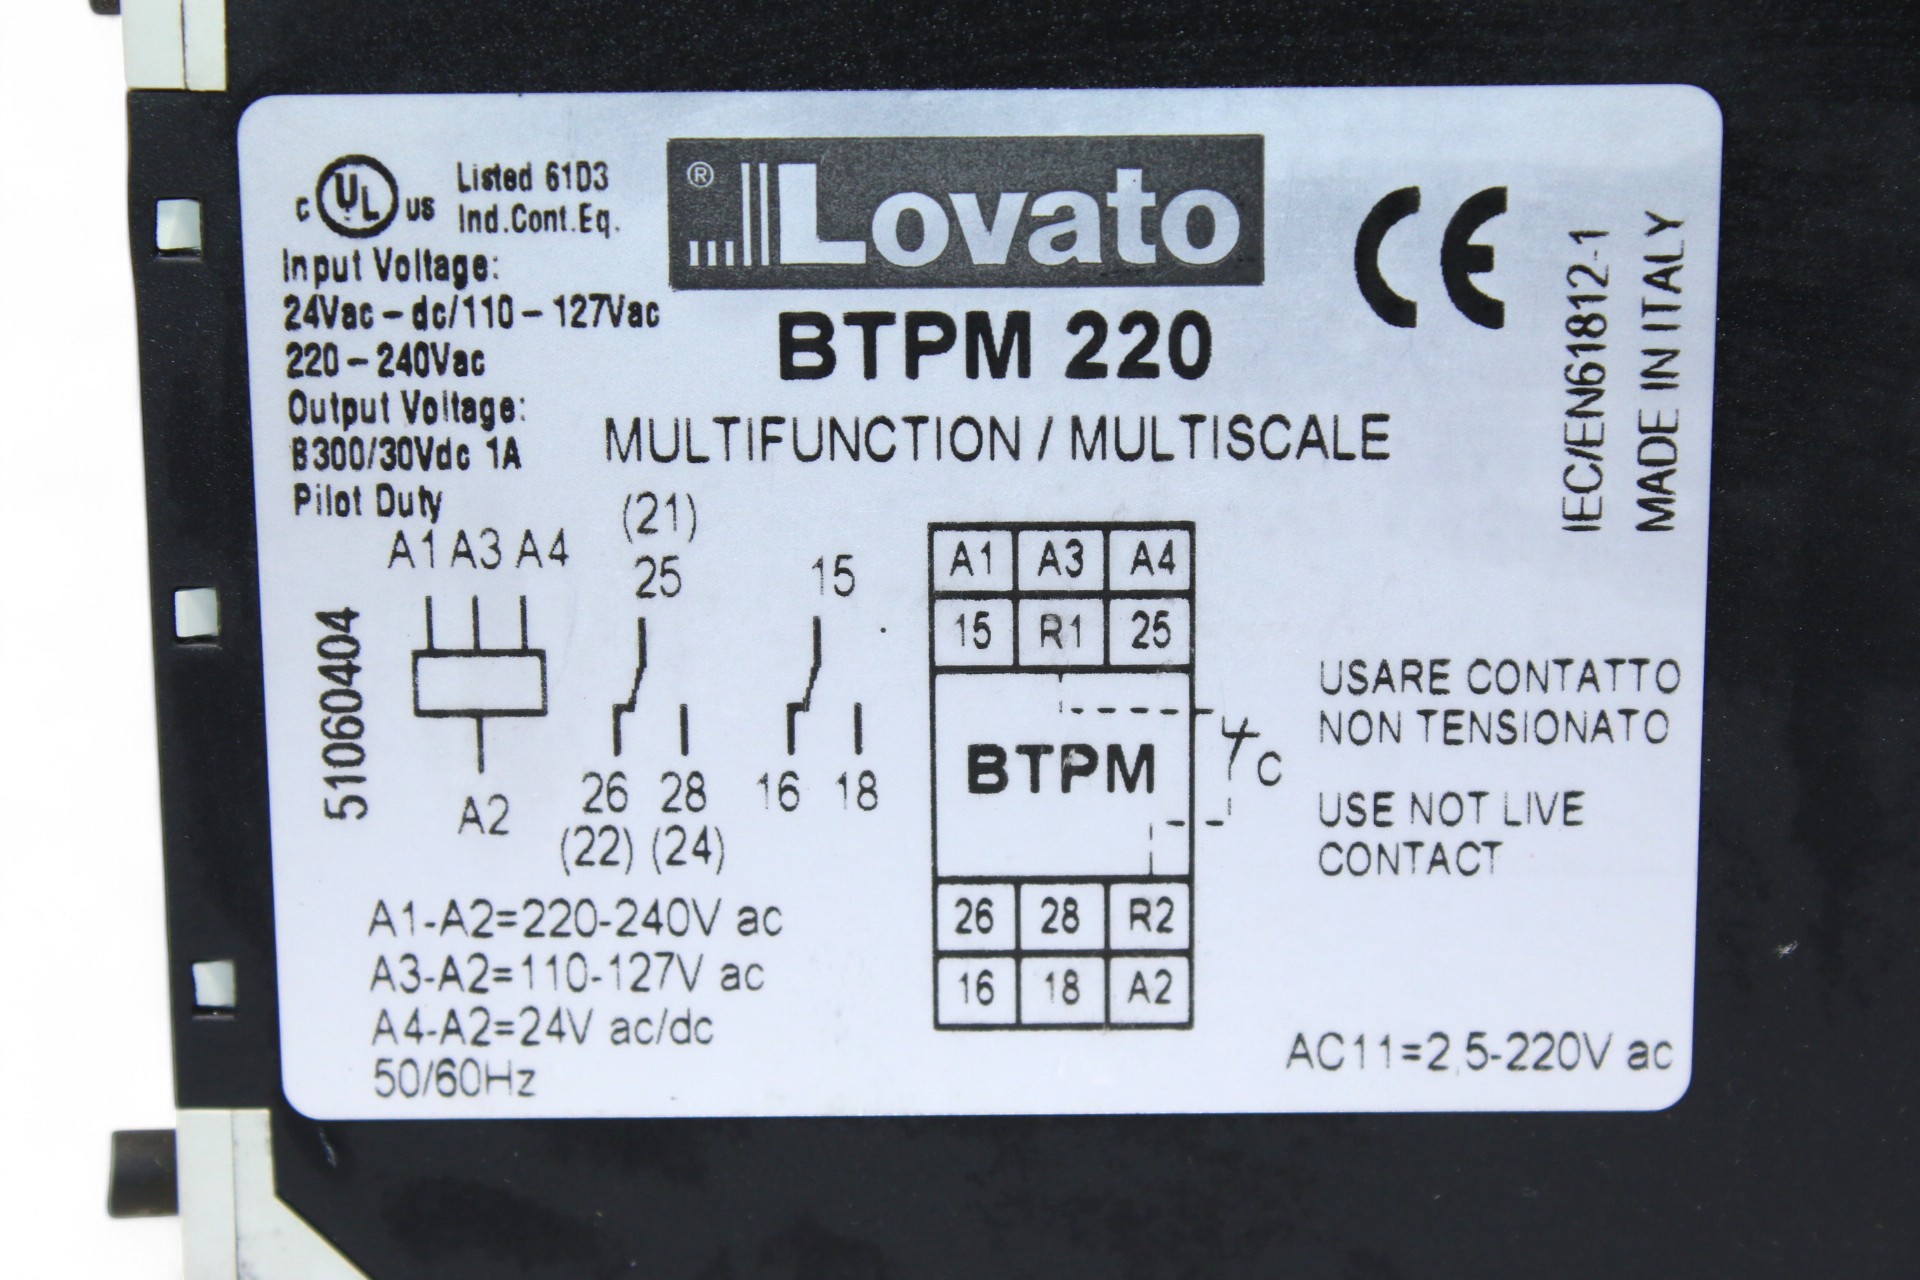 C UL US
Listed 61D3
Ind.Cont.Eq.
® Lovato
CE
IEC/EN61812-1
MADE IN ITALY
Input Voltage:
24Vac-dc/110-127Vac
220-240Vac
Output Voltage:
B300/30Vdc 1A
Pilot Duty
BTPM 220
MULTIFUNCTION / MULTISCALE
51060404
A1 A3 A4
A2
(21)
25
26 28
(22) (24)
15
16 18
A1 A3 A4
15 R1 25
BTPM
C
26 28 R2
16 18 A2
USARE CONTATTO
NON TENSIONATO
USE NOT LIVE
CONTACT
A1-A2=220-240V ac
A3-A2=110-127V ac
A4-A2=24V ac/dc
50/60Hz
AC11=2,5-220V ac